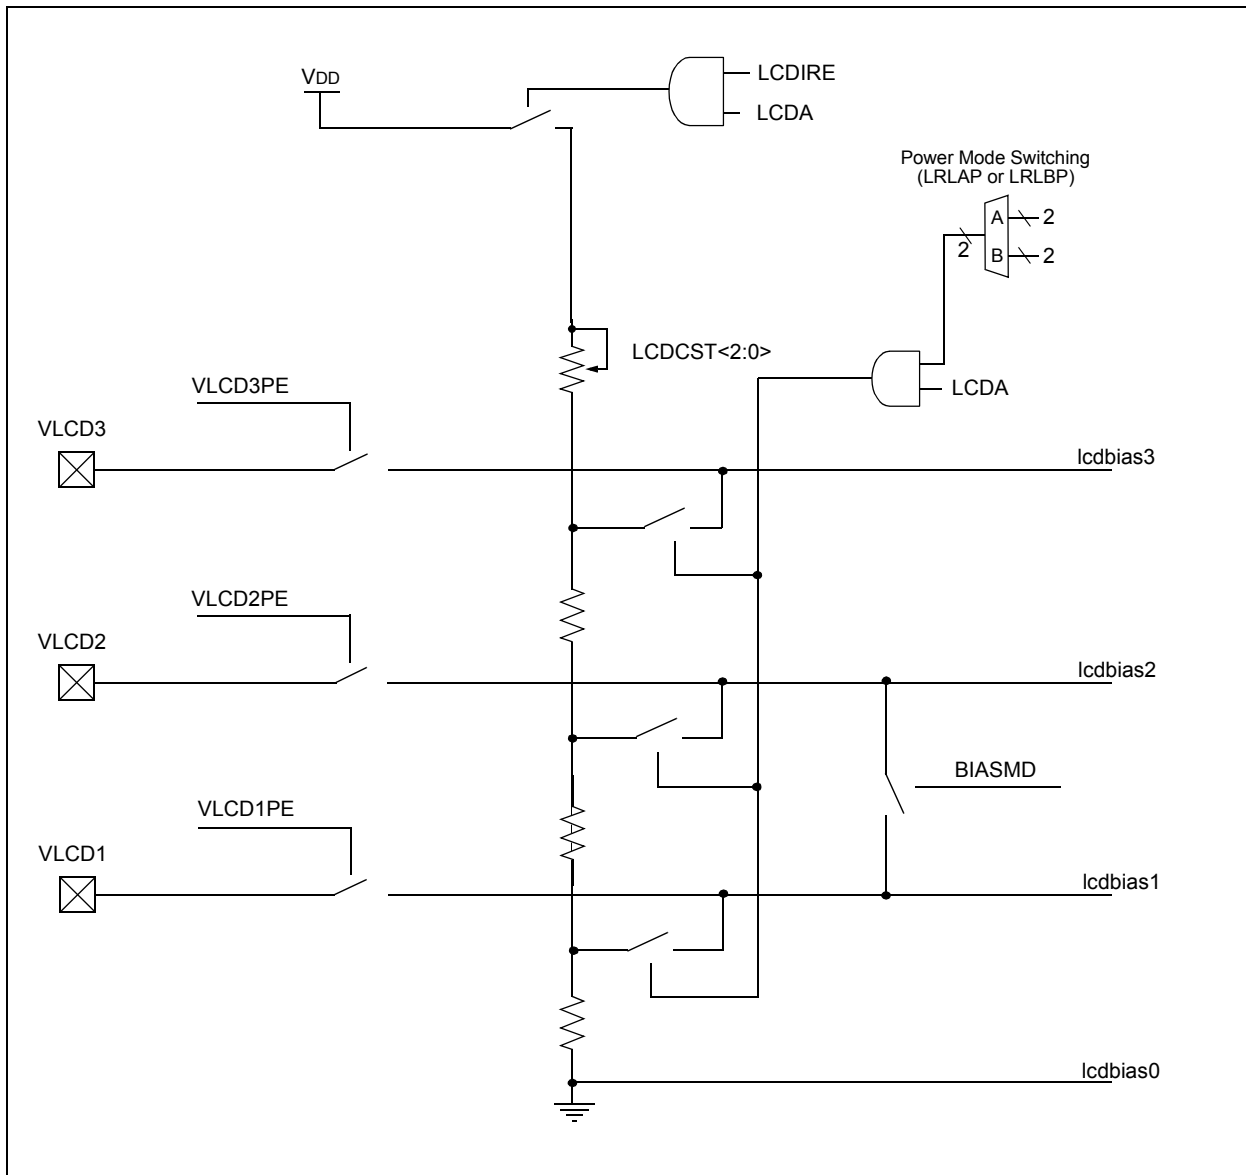 VDD
LCDIRE
LCDA
Power Mode Switching
(LRLAP or LRLBP)
A
2
2
B
2
LCDCST<2:0>
LCDA
VLCD3PE
VLCD3
lcdbias3
VLCD2PE
VLCD2
lcdbias2
BIASMD
VLCD1PE
VLCD1
lcdbias1
lcdbias0